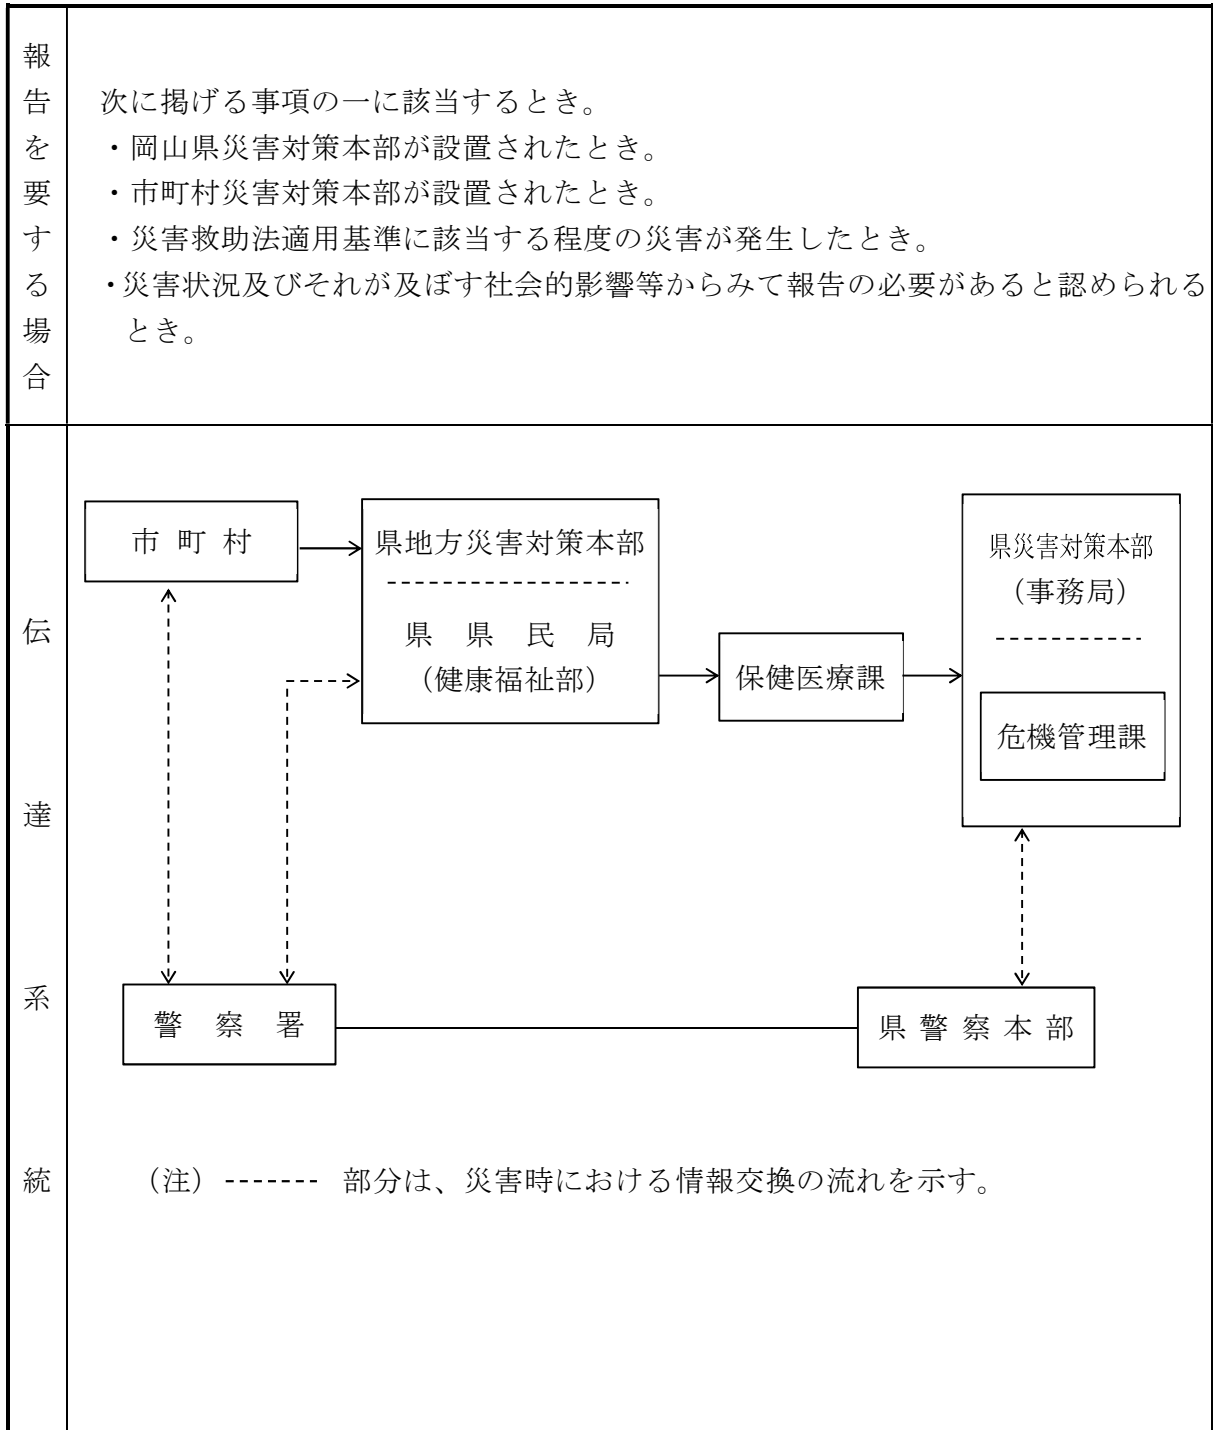 報告を要する場合
次に掲げる事項の一に該当するとき。
・岡山県災害対策本部が設置されたとき。
・市町村災害対策本部が設置されたとき。
・災害救助法適用基準に該当する程度の災害が発生したとき。
・災害状況及びそれが及ぼす社会的影響等からみて報告の必要があると認められる
とき。
伝達系統
市町村
県地方災害対策本部
県県民局
（健康福祉部）
保健医療課
県災害対策本部
（事務局）
危機管理課
警察署
県警察本部
（注）------- 部分は、災害時における情報交換の流れを示す。